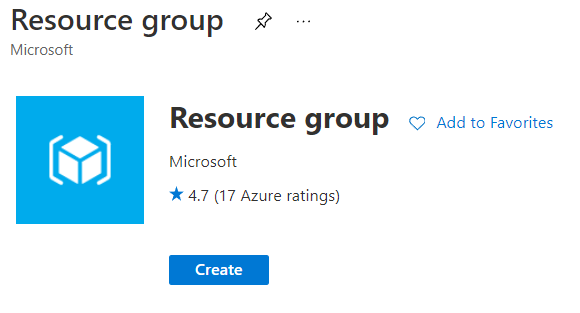 Resource group
Microsoft
Resource group Add to Favorites
Microsoft
4.7 (17 Azure ratings)
Create